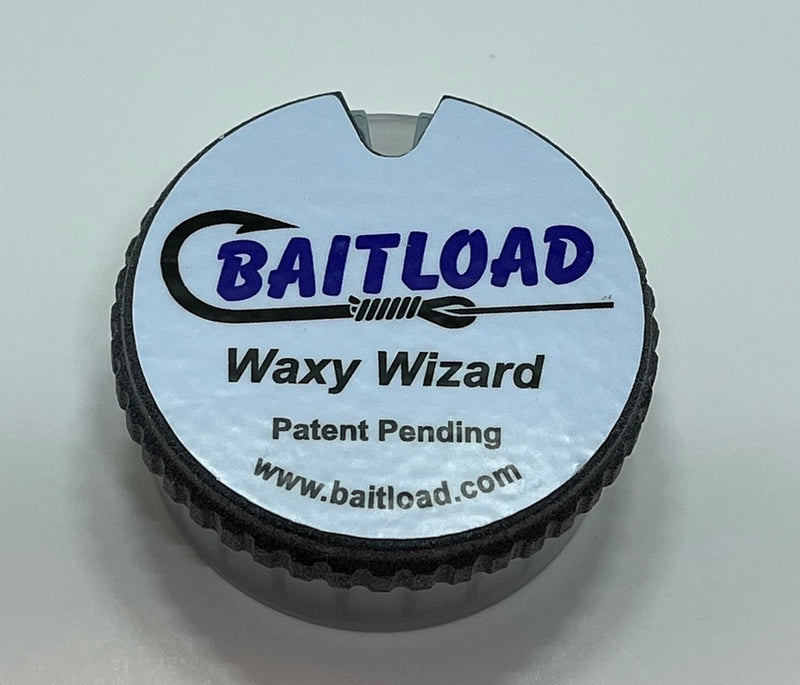 BAITLOAD
Waxy Wizard
Patent Pending
www.baitload.com